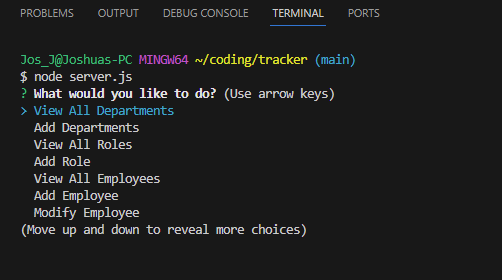 PROBLEMS OUTPUT DEBUG CONSOLE TERMINAL PORTS
Jos_J@Joshuas-PC MINGW64 ~/coding/tracker (main)
$ node server.js
? What would you like to do? (Use arrow keys)
> View All Departments
Add Departments
View All Roles
Add Role
View All Employees
Add Employee
Modify Employee
(Move up and down to reveal more choices)